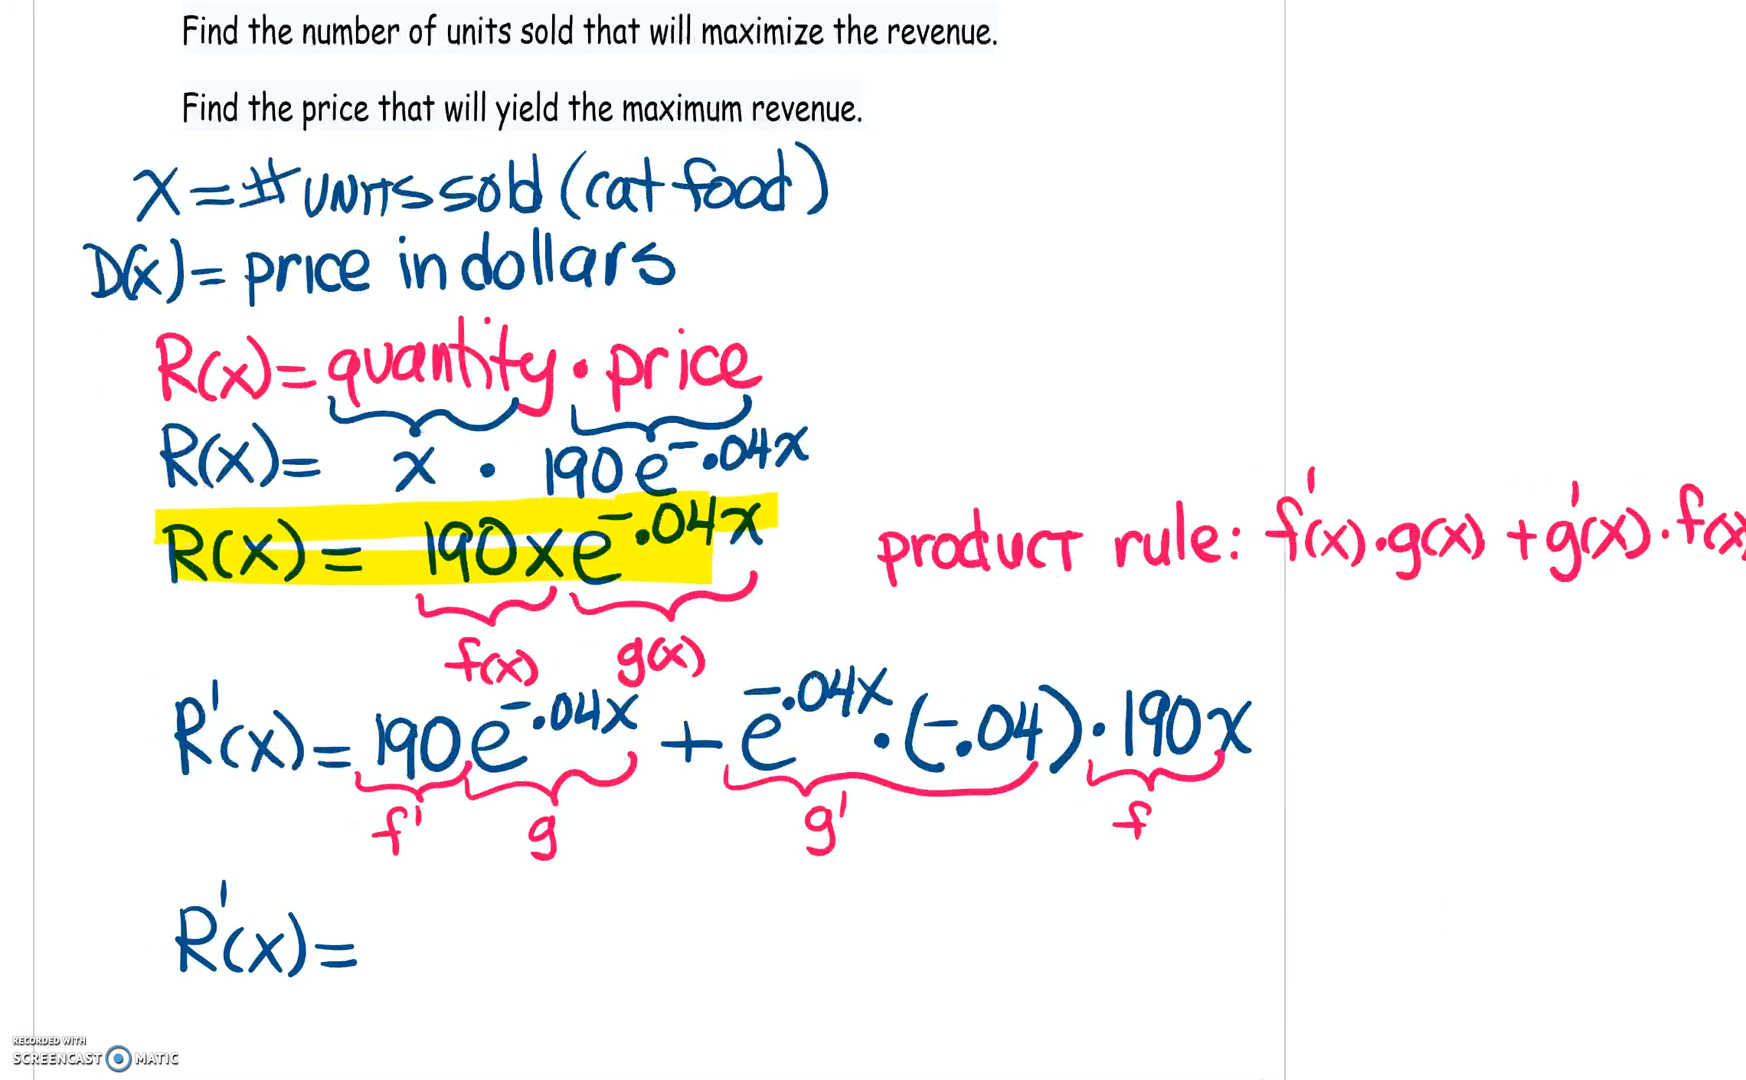 Find the number of units sold that will maximize the revenue.
Find the price that will yield the maximum revenue.
x = # units sold (cat food)
D(x) = price in dollars
R(x) = quantity · price
R(x) = x · 190e^-.04x
R(x) = 190xe^-.04x
product rule: f'(x)·g(x) + g'(x)·f(x)
f(x) g(x)
R'(x) = 190e^-.04x + e^-.04x · (-.04) · 190x
f' g g' f
R'(x) =
RECORDED WITH
SCREENCAST MATIC